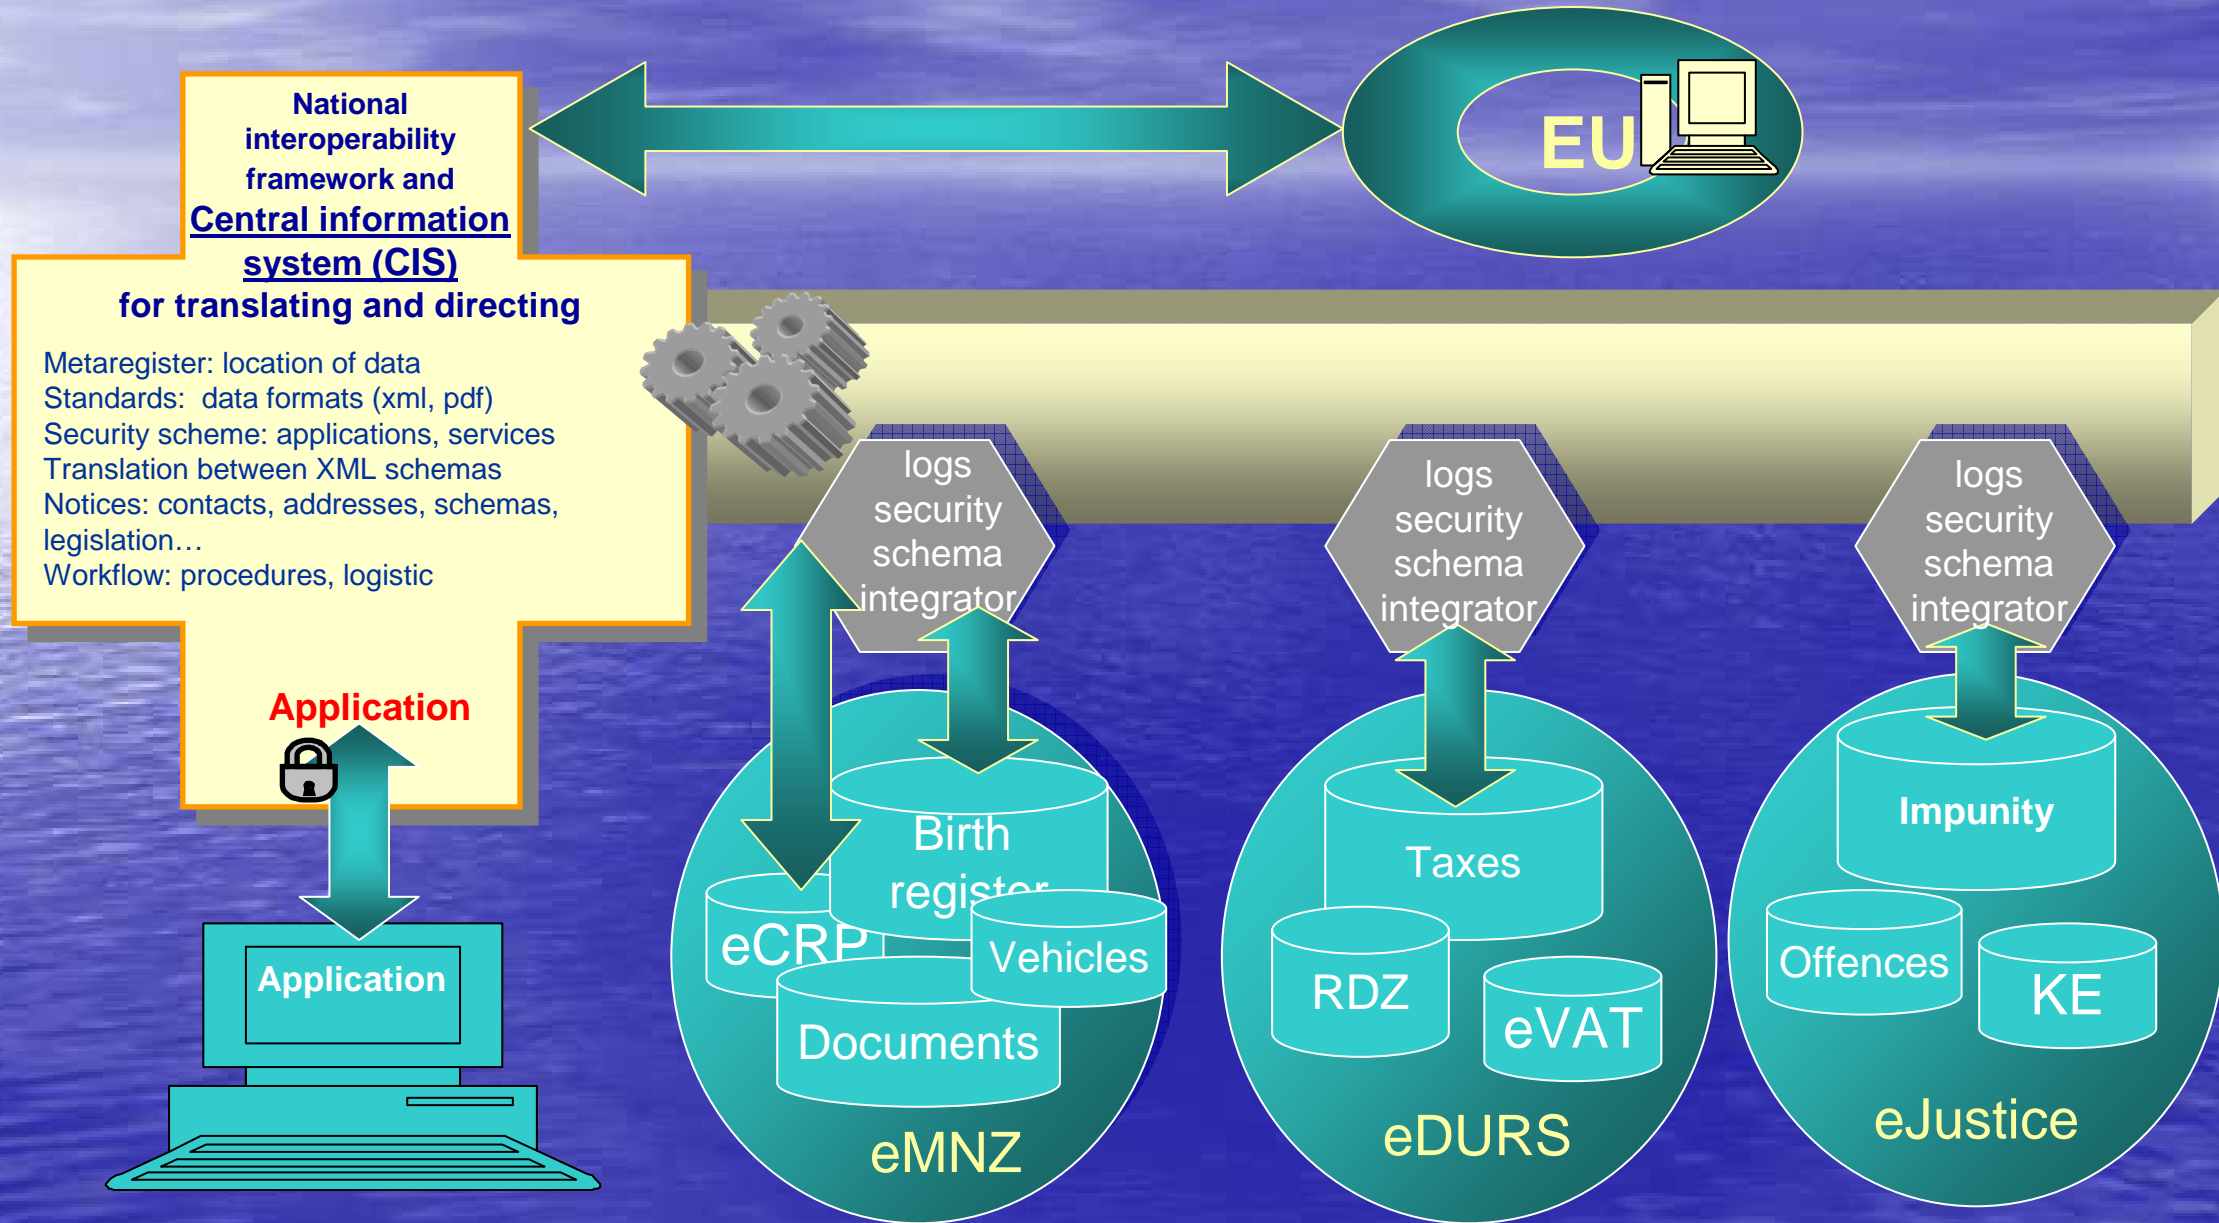 National
interoperability
framework and
Central information
system (CIS)
for translating and directing
Metaregister: location of data
Standards:  data formats (xml, pdf)
Security scheme: applications, services
Translation between XML schemas
Notices: contacts, addresses, schemas,
legislation…
Workflow: procedures, logistic
Application
Application
EU
logs
security
schema
integrator
logs
security
schema
integrator
logs
security
schema
integrator
Birth
register
eCRP
Vehicles
Documents
eMNZ
Taxes
RDZ
eVAT
eDURS
Impunity
Offences
KE
eJustice